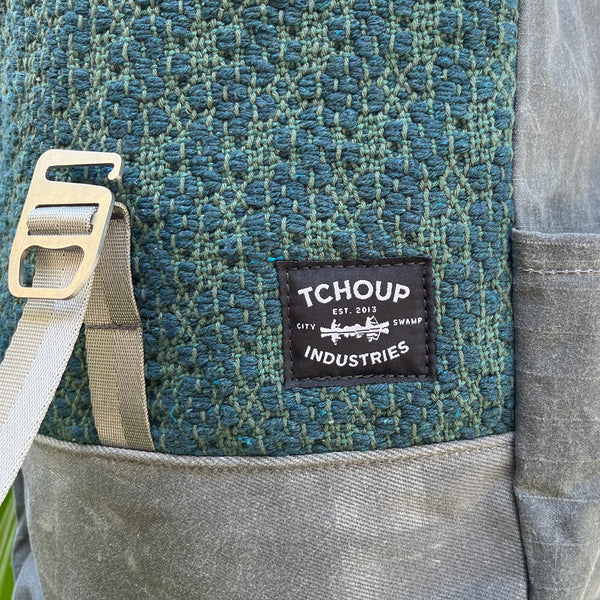 TCHOUP
EST. 2013
CITY SWAMP
INDUSTRIES